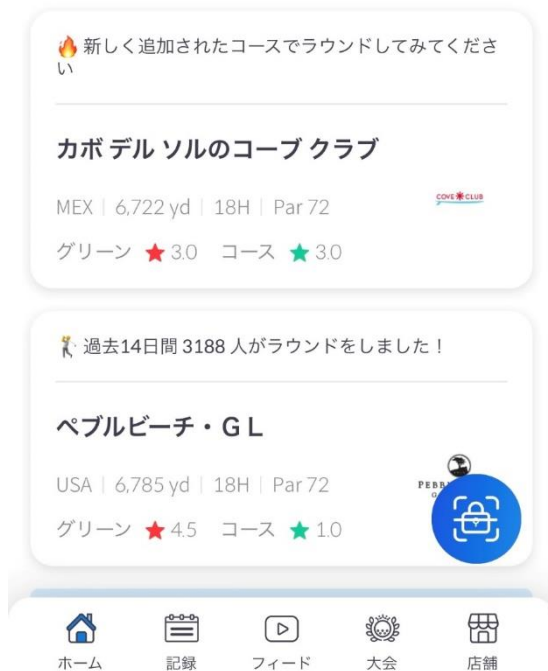 🔥 新しく追加されたコースでラウンドしてみてくださ
い
カボ デル ソルのコーブ クラブ
MEX | 6,722 yd | 18H | Par 72
COVE CLUB
グリーン ★ 3.0 コース ★ 3.0
🏌 過去14日間 3188 人がラウンドをしました！
ペブルビーチ・ＧＬ
USA | 6,785 yd | 18H | Par 72
グリーン ★ 4.5 コース ★ 1.0
ホーム 記録 フィード 大会 店舗